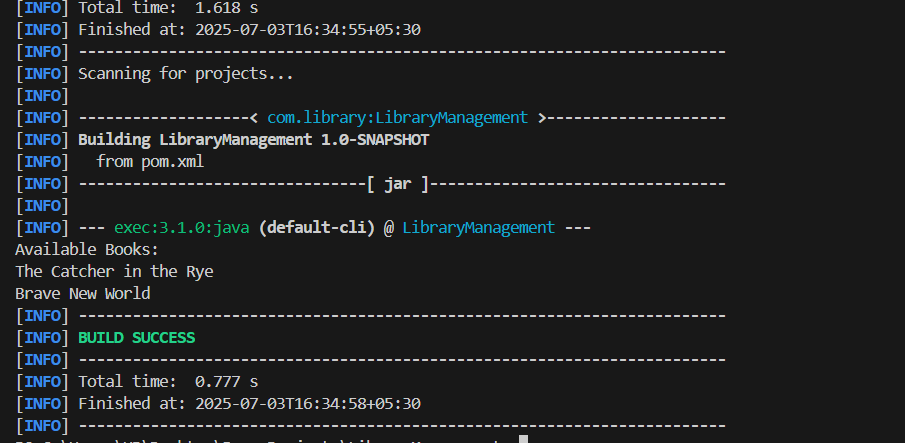 [INFO] Total time:  1.618 s
[INFO] Finished at: 2025-07-03T16:34:55+05:30
[INFO] ------------------------------------------------------------------------
[INFO] Scanning for projects...
[INFO]
[INFO] -------------------< com.library:LibraryManagement >--------------------
[INFO] Building LibraryManagement 1.0-SNAPSHOT
[INFO]   from pom.xml
[INFO] --------------------------------[ jar ]---------------------------------
[INFO]
[INFO] --- exec:3.1.0:java (default-cli) @ LibraryManagement ---
Available Books:
The Catcher in the Rye
Brave New World
[INFO] ------------------------------------------------------------------------
[INFO] BUILD SUCCESS
[INFO] ------------------------------------------------------------------------
[INFO] Total time:  0.777 s
[INFO] Finished at: 2025-07-03T16:34:58+05:30
[INFO] ------------------------------------------------------------------------